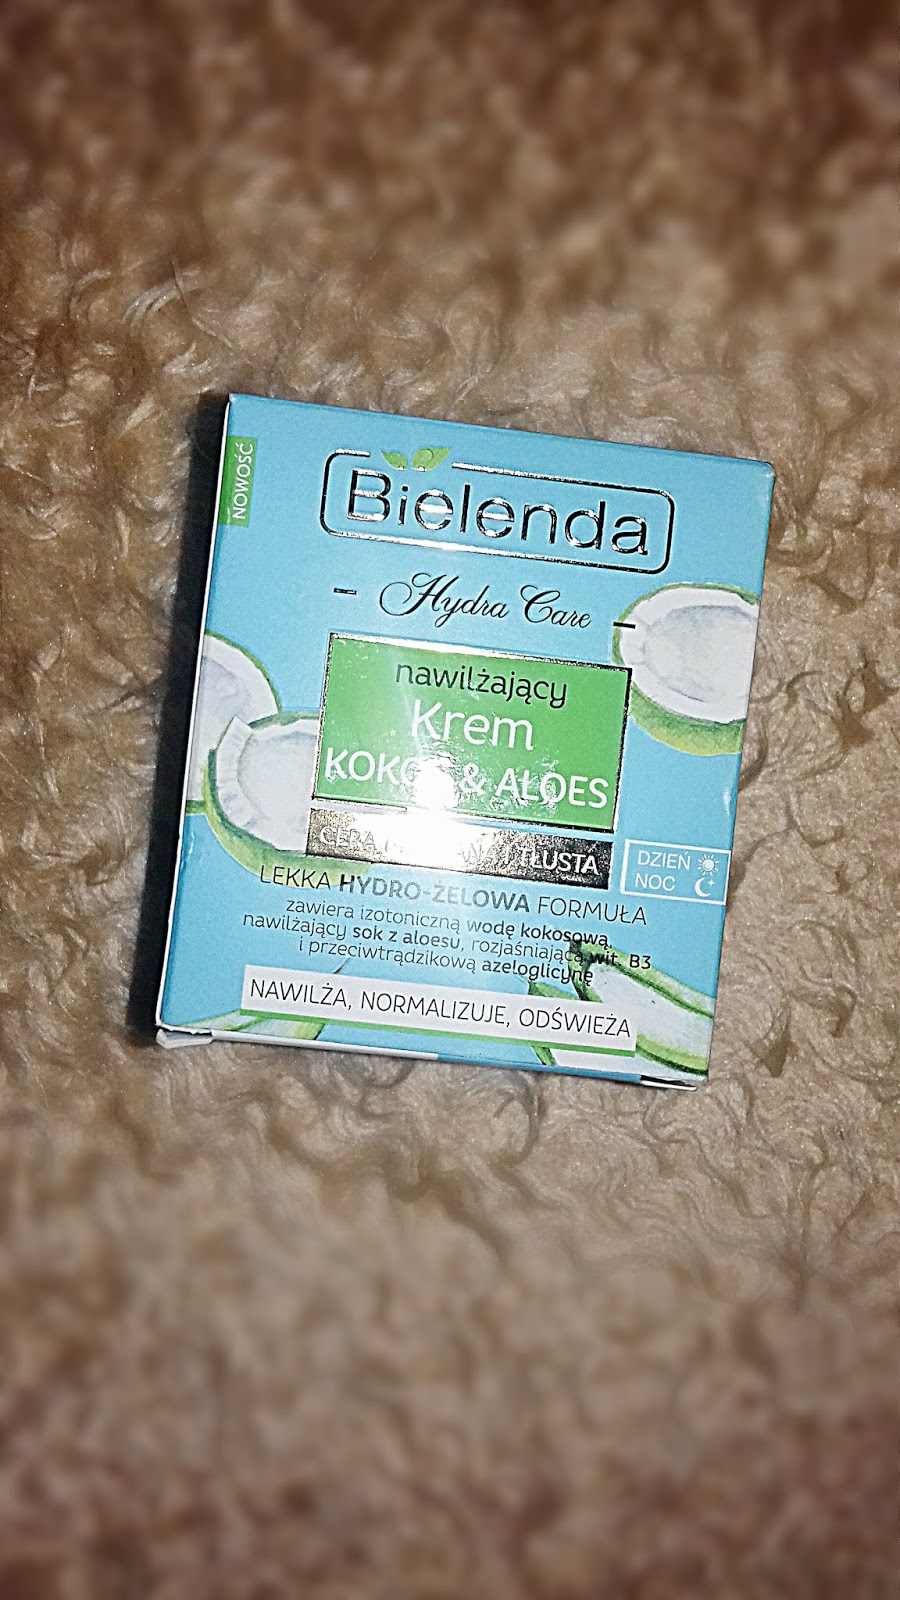 NOWOŚĆ
Bielenda
Hydra Care
nawilżający
Krem
& ALOES
TŁUSTA
DZIEŃ
NOC
LEKKA HYDRO-ŻELOWA FORMUŁA
zawiera izotoniczną wodę kokosową,
nawilżający sok z aloesu, rozjaśniającą wit. B3
i przeciwtrądzikową azeloglicynę
NAWILŻA, NORMALIZUJE, ODŚWIEŻA